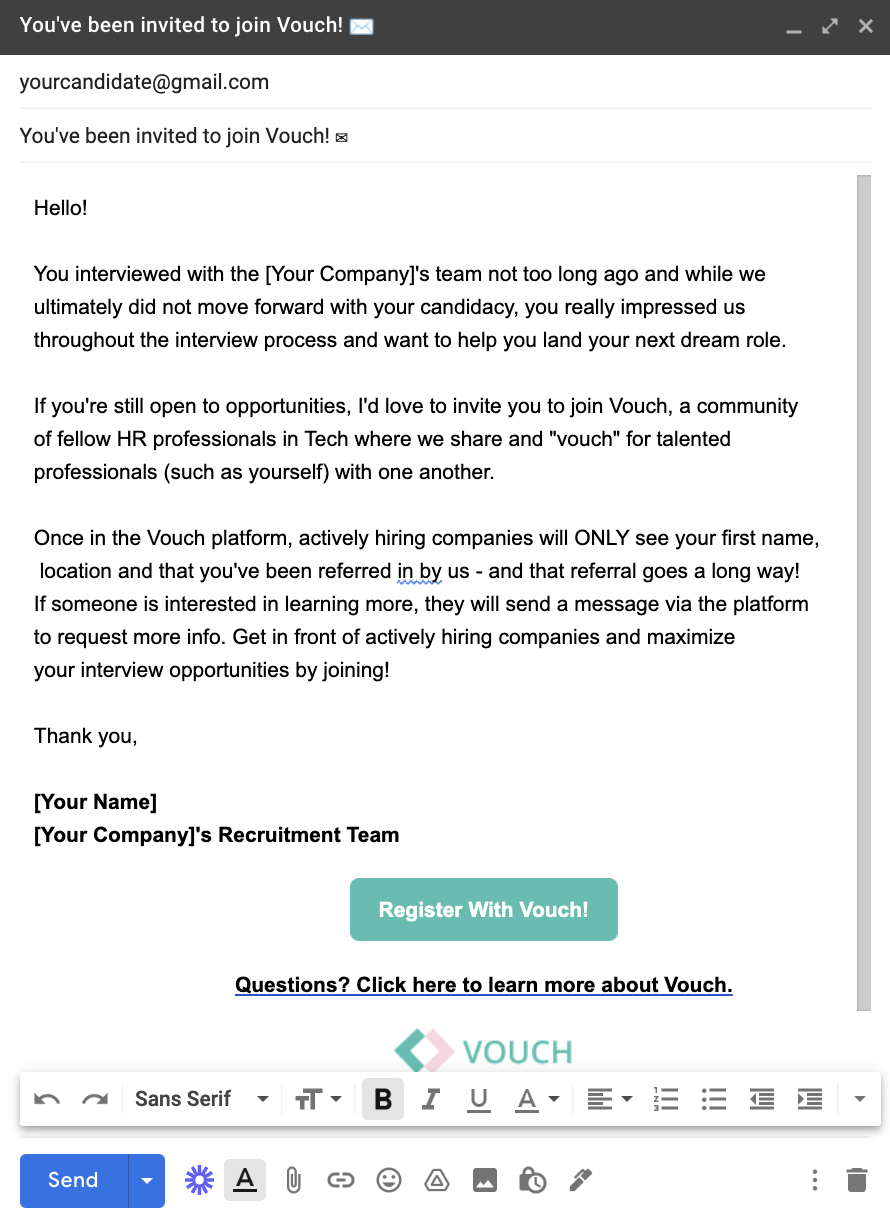 You've been invited to join Vouch! ✉️
yourcandidate@gmail.com
You've been invited to join Vouch! ✉
Hello!
You interviewed with the [Your Company]'s team not too long ago and while we
ultimately did not move forward with your candidacy, you really impressed us
throughout the interview process and want to help you land your next dream role.
If you're still open to opportunities, I'd love to invite you to join Vouch, a community
of fellow HR professionals in Tech where we share and "vouch" for talented
professionals (such as yourself) with one another.
Once in the Vouch platform, actively hiring companies will ONLY see your first name,
location and that you've been referred in by us - and that referral goes a long way!
If someone is interested in learning more, they will send a message via the platform
to request more info. Get in front of actively hiring companies and maximize
your interview opportunities by joining!
Thank you,
[Your Name]
[Your Company]'s Recruitment Team
Register With Vouch!
Questions? Click here to learn more about Vouch.
VOUCH
Sans Serif
Send